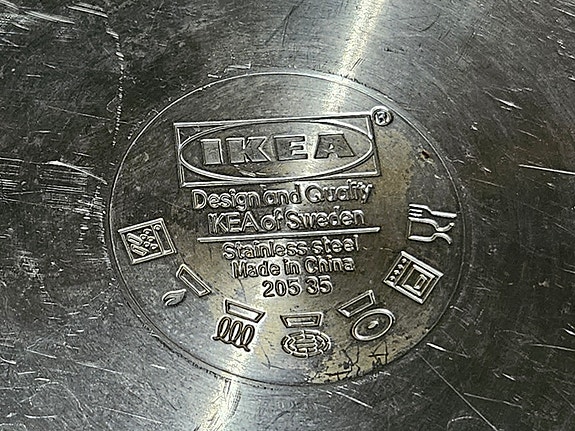 IKEA®
Design and Quality
IKEA of Sweden
Stainless steel
Made in China
205 35